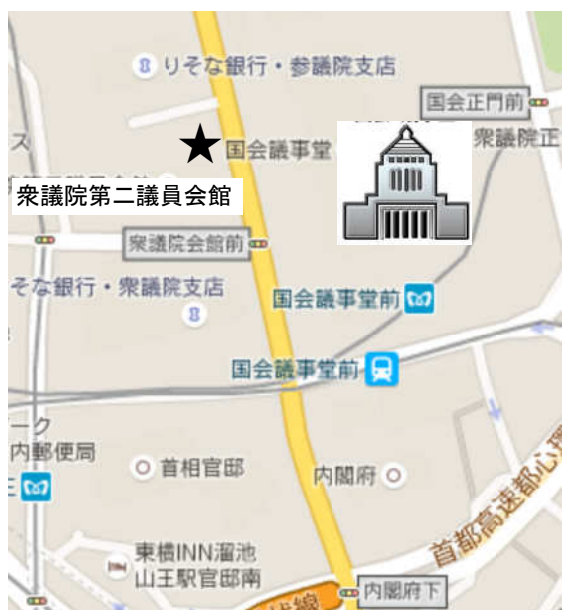 りそな銀行・参議院支店
国会正門前
国会議事堂
衆議院正
ス
衆議院第二議員会館
衆議院会館前
そな銀行・衆議院支店
国会議事堂前
国会議事堂前
ーク
内郵便局
首相官邸
内閣府
首都高速都心環
東横INN溜池
山王駅官邸南
内閣府下